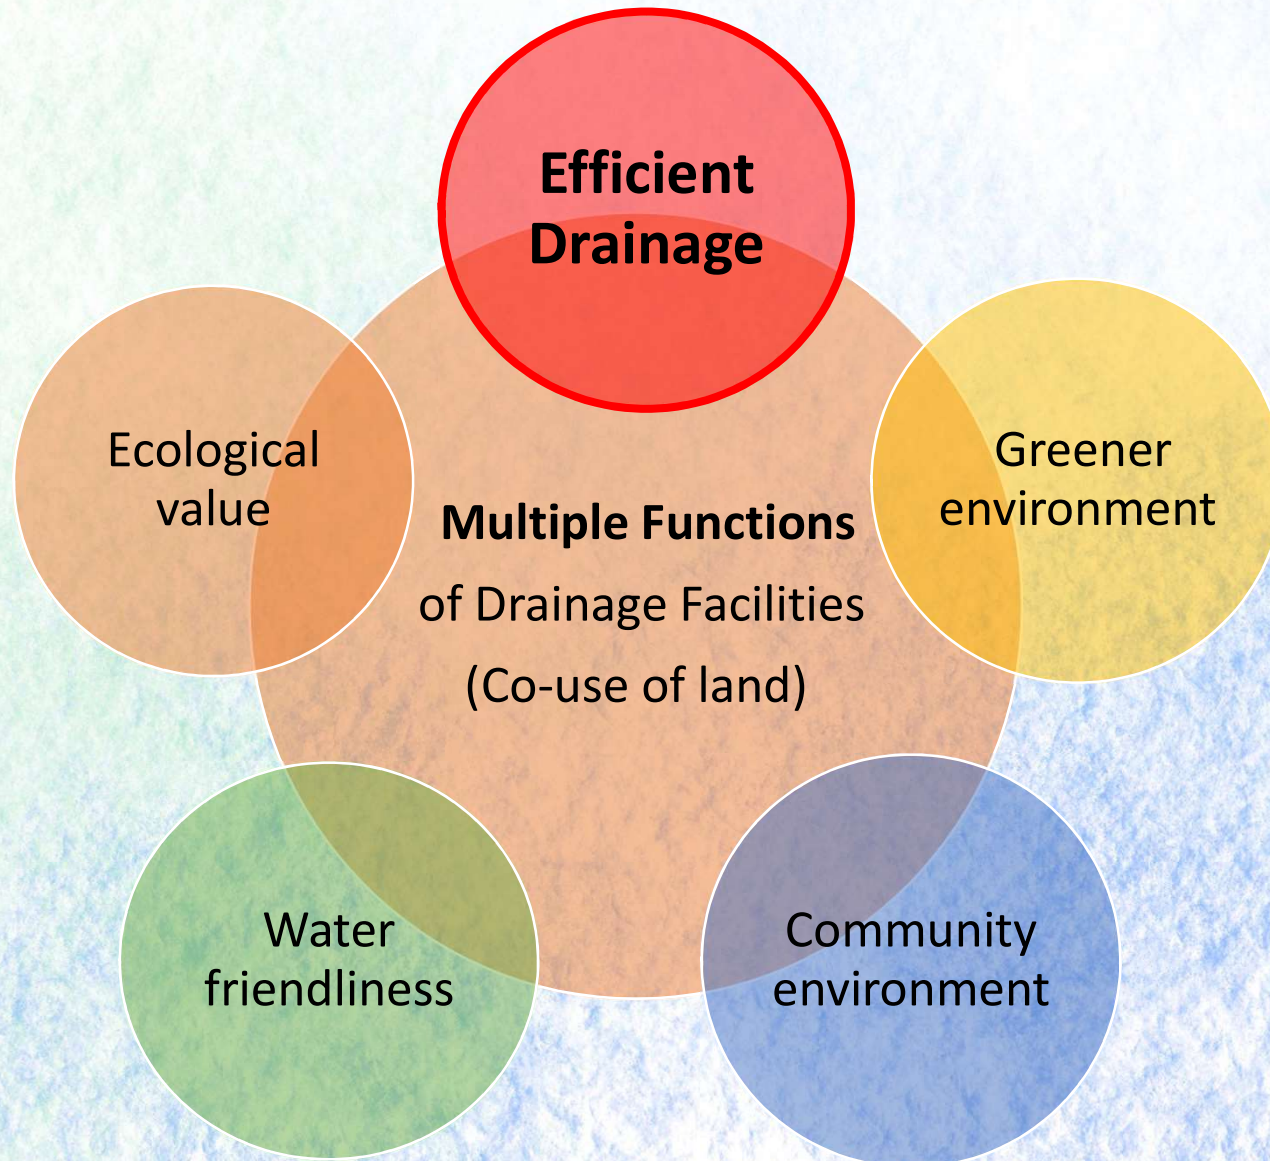 Efficient
Drainage
Ecological
value
Greener
environment
Multiple Functions
of Drainage Facilities
(Co-use of land)
Water
friendliness
Community
environment